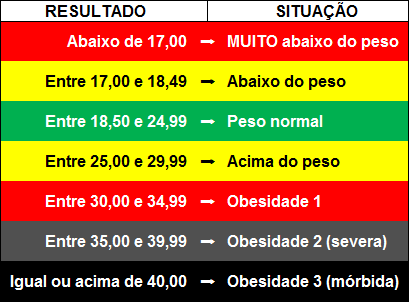 RESULTADO SITUAÇÃO
Abaixo de 17,00 → MUITO abaixo do peso
Entre 17,00 e 18,49 → Abaixo do peso
Entre 18,50 e 24,99 → Peso normal
Entre 25,00 e 29,99 → Acima do peso
Entre 30,00 e 34,99 → Obesidade 1
Entre 35,00 e 39,99 → Obesidade 2 (severa)
Igual ou acima de 40,00 → Obesidade 3 (mórbida)